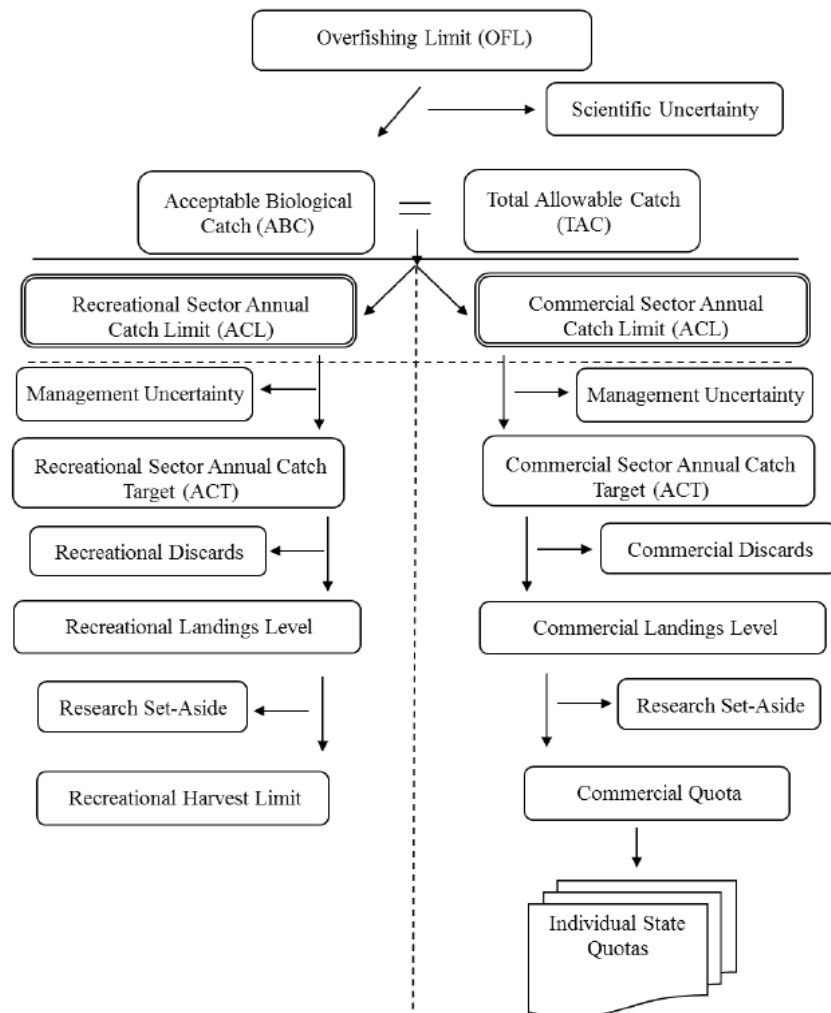 Overfishing Limit (OFL)
Scientific Uncertainty
Acceptable Biological
Catch (ABC)
Total Allowable Catch
(TAC)
Recreational Sector Annual
Catch Limit (ACL)
Commercial Sector Annual
Catch Limit (ACL)
Management Uncertainty
Management Uncertainty
Recreational Sector Annual Catch
Target (ACT)
Commercial Sector Annual Catch
Target (ACT)
Recreational Discards
Commercial Discards
Recreational Landings Level
Commercial Landings Level
Research Set-Aside
Research Set-Aside
Recreational Harvest Limit
Commercial Quota
Individual State
Quotas